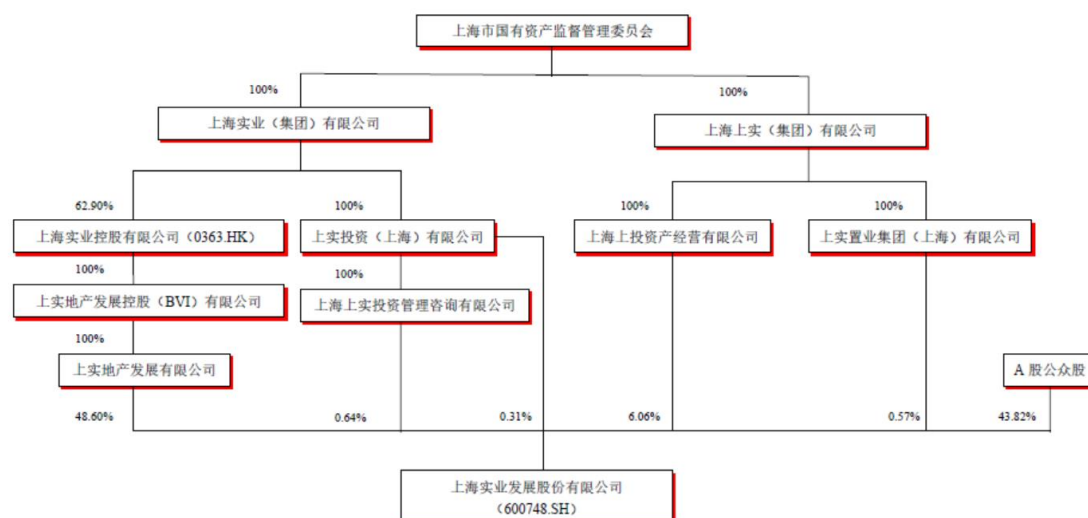 上海市国有资产监督管理委员会
100%
100%
上海实业（集团）有限公司
上海上实（集团）有限公司
62.90%
100%
100%
100%
上海实业控股有限公司（0363.HK）
上实投资（上海）有限公司
上海上投资产经营有限公司
上实置业集团（上海）有限公司
100%
100%
上实地产发展控股（BVI）有限公司
上海上实投资管理咨询有限公司
100%
上实地产发展有限公司
A 股公众股
48.60%
0.64%
0.31%
6.06%
0.57%
43.82%
上海实业发展股份有限公司
（600748.SH）